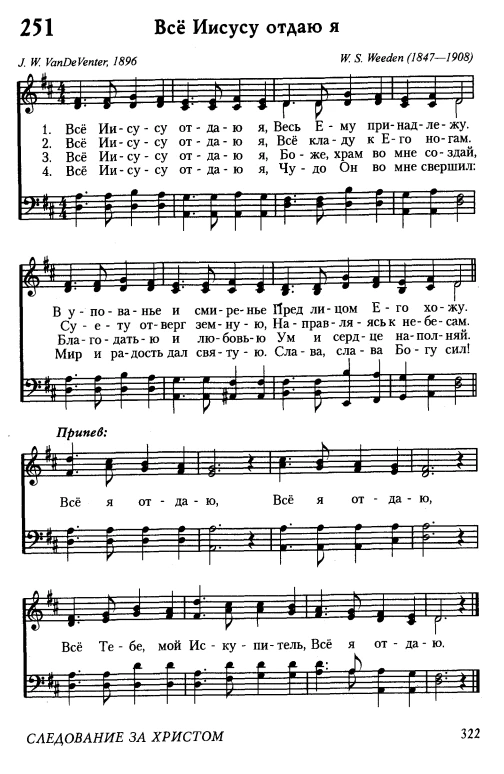 251 Всё Иисусу отдаю я
J. W. VanDeVenter, 1896 W. S. Weeden (1847—1908)
1. Всё Ии - су - су от - да - ю я, Весь Е - му при - над - ле - жу.
2. Всё Ии - су - су от - да - ю я, Всё кла - ду к Е - го но - гам.
3. Всё Ии - су - су от - да - ю я, Бо - же, храм во мне со - здай,
4. Всё Ии - су - су от - да - ю я, Чу - до Он во мне свершил:
В у - по - ва - нье и сми - ре - нье Пред ли - цом Е - го хо - жу.
Су - е - ту от - верг зем - ну - ю, На - прав - ля - ясь к не - бе - сам.
Бла - го - дать - ю и лю - бовь - ю Ум и серд - це на - пол - няй.
Мир и ра - дость дал свя - ту - ю. Сла - ва, сла - ва Бо - гу сил!
Припев:
Всё я от - да - ю, Всё я от - да - ю,
Всё Те - бе, мой Ис - ку - пи - тель, Всё я от - да - ю.
СЛЕДОВАНИЕ ЗА ХРИСТОМ 322